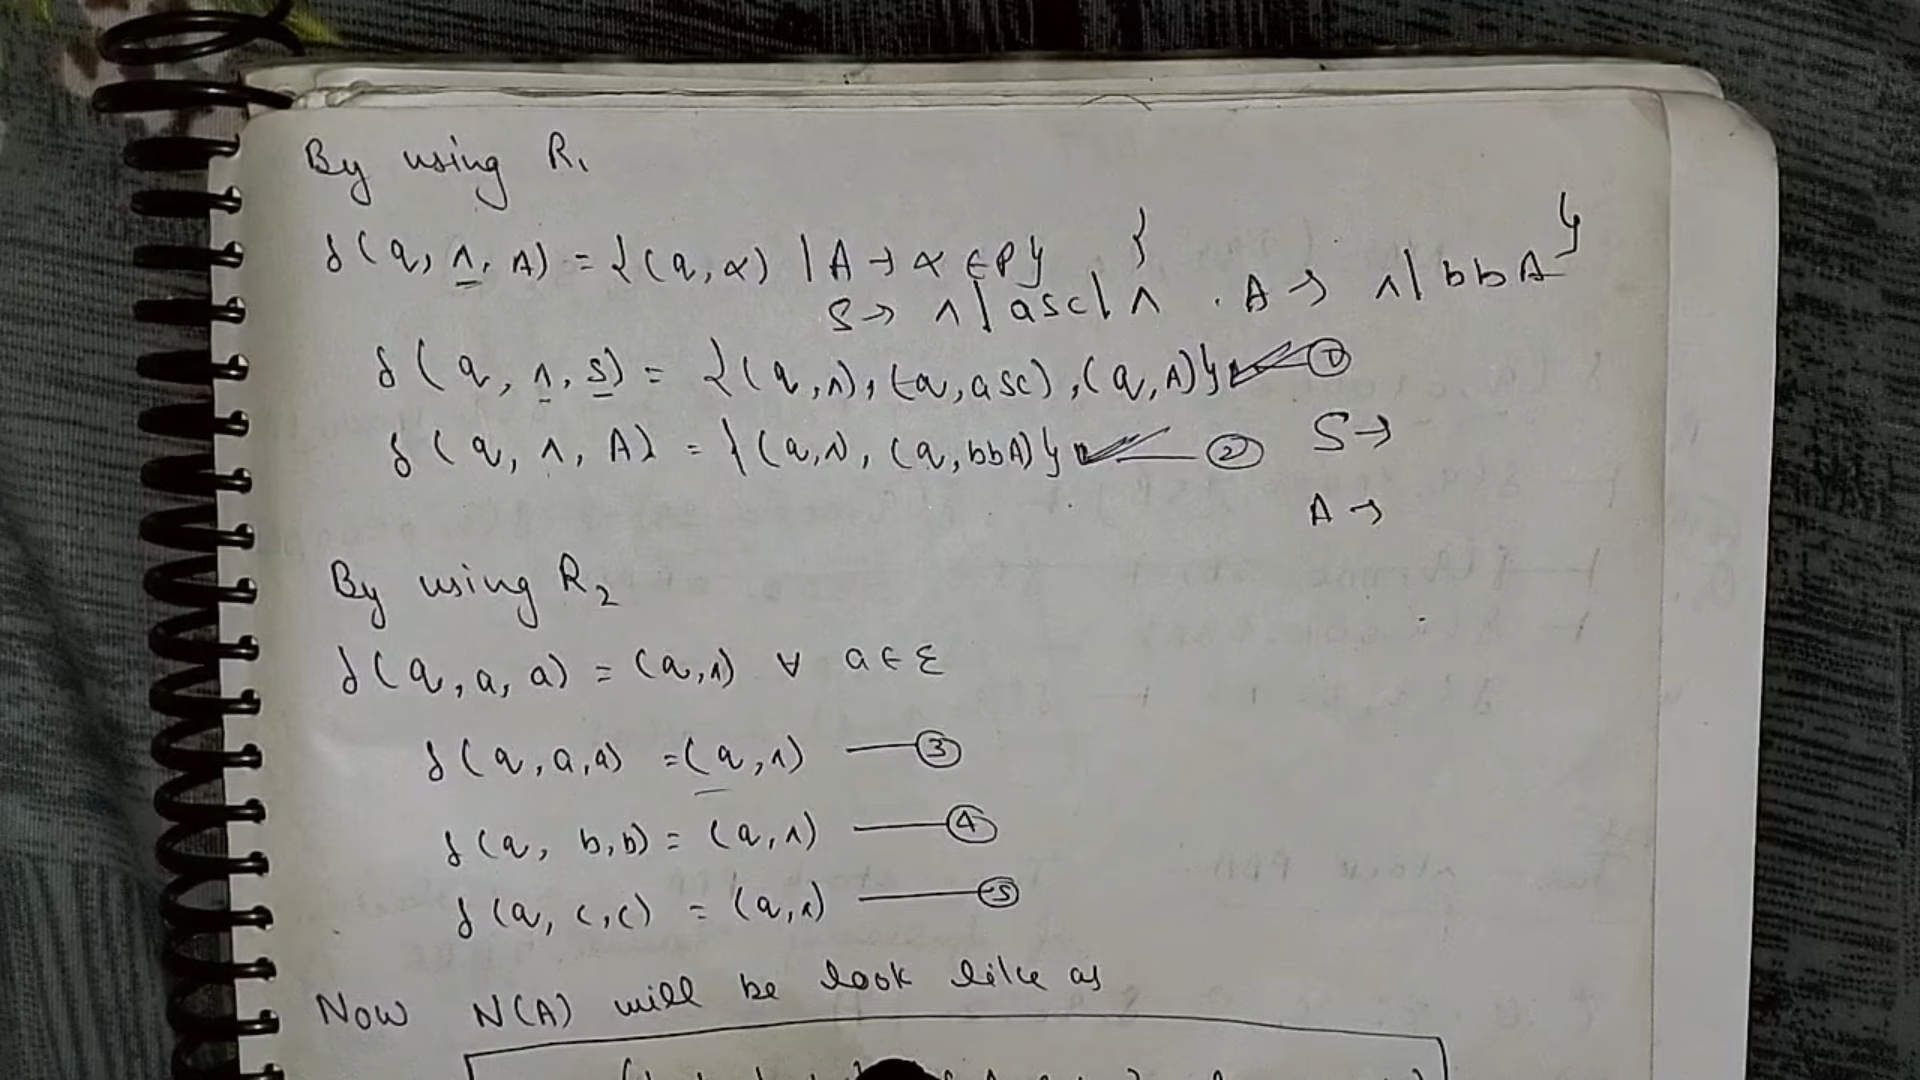 By using R₁
δ(q, ∧, A) = {(q, α) | A → α ∈ P}, {
S → ∧ | asc | ∧ . A → ∧ | bbA }
δ(q, ∧, S) = {(q, ∧), (q, asc), (q, A)} ①
δ(q, ∧, A) = {(q, ∧), (q, bbA)} — ②
S →
A →
By using R₂
δ(q, a, a) = (q, ∧) ∀ a ∈ Σ
δ(q, a, a) = (q, ∧) — ③
δ(q, b, b) = (q, ∧) — ④
δ(q, c, c) = (q, ∧) — ⑤
Now N(A) will be look like as